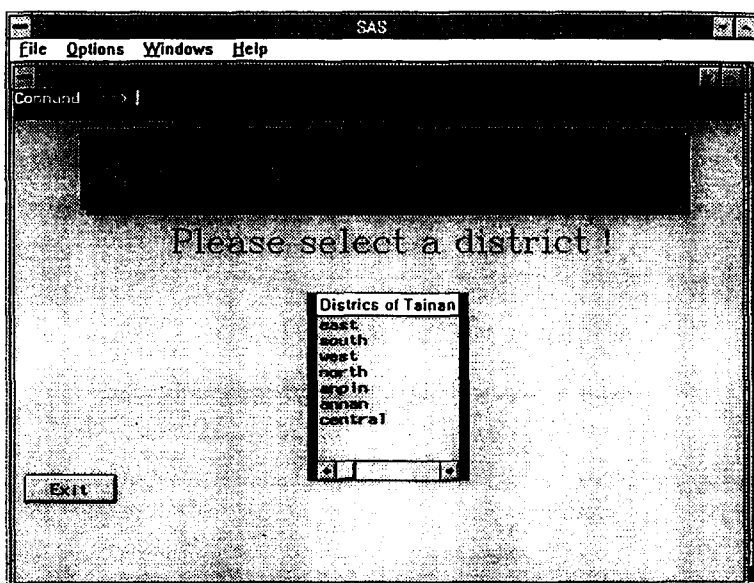 SAS
File Options Windows Help
Command ===> 
Please select a district !
Districs of Tainan
east
south
west
north
anpin
annan
central
Exit